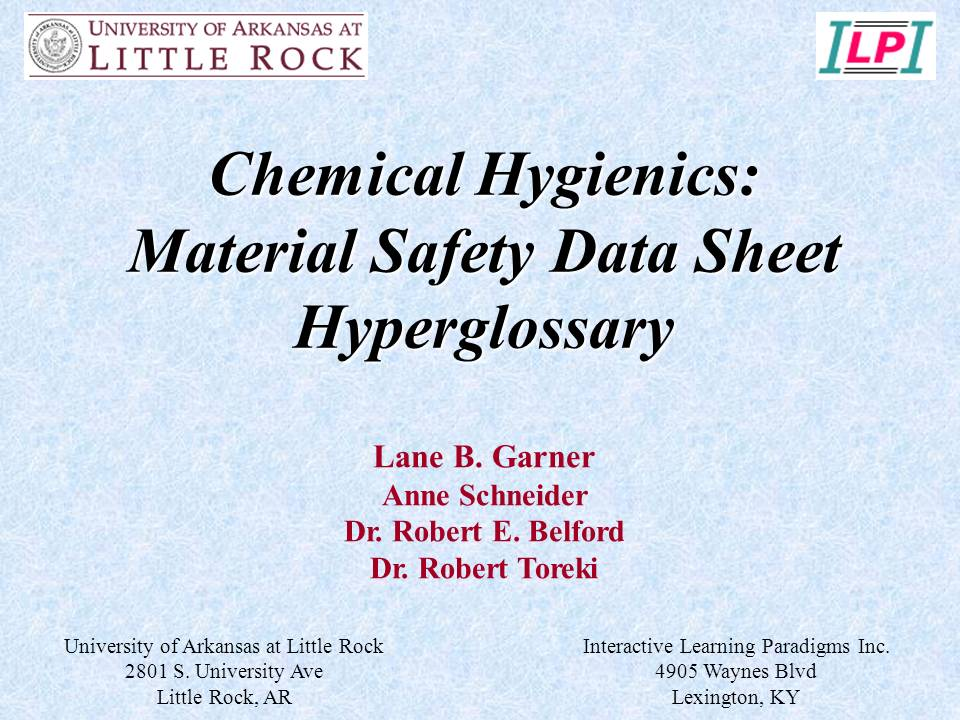 UNIVERSITY OF ARKANSAS AT
LITTLE ROCK
ILPI
Chemical Hygienics:
Material Safety Data Sheet
Hyperglossary
Lane B. Garner
Anne Schneider
Dr. Robert E. Belford
Dr. Robert Toreki
University of Arkansas at Little Rock
2801 S. University Ave
Little Rock, AR
Interactive Learning Paradigms Inc.
4905 Waynes Blvd
Lexington, KY